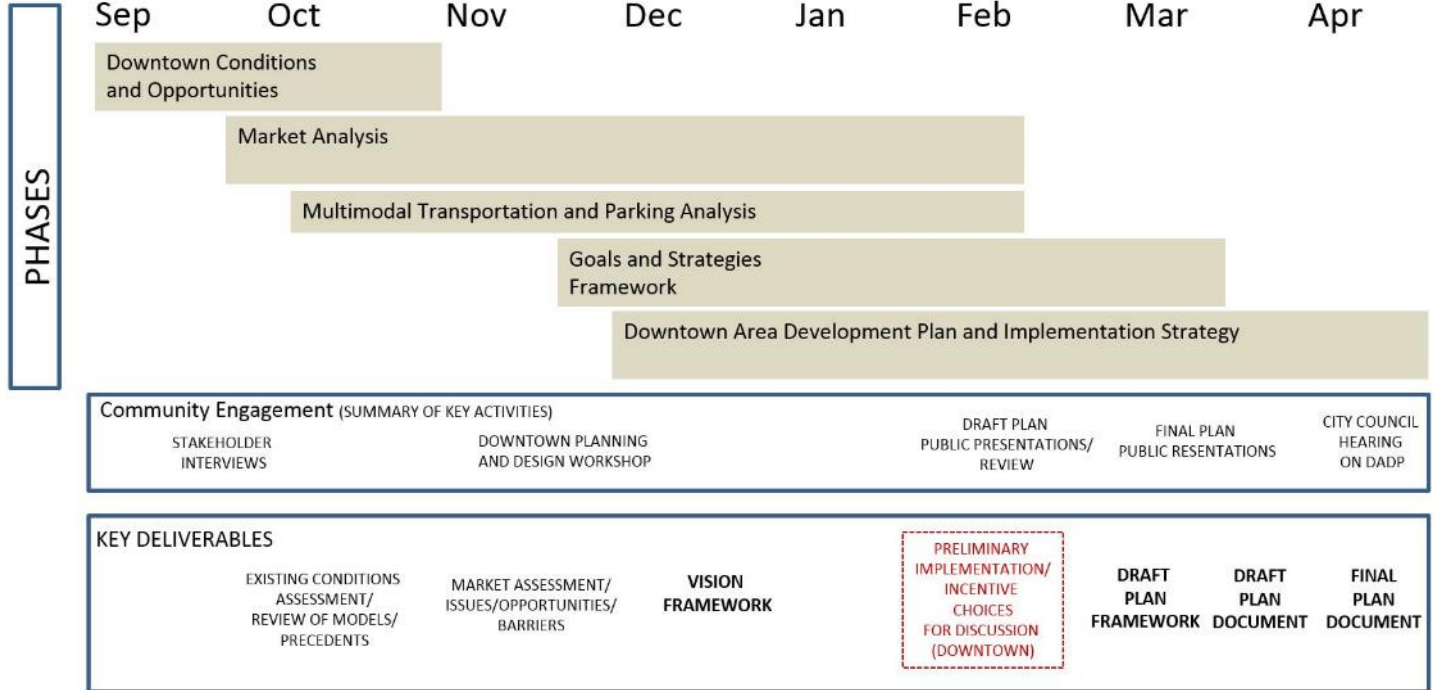 Sep Oct Nov Dec Jan Feb Mar Apr
PHASES
Downtown Conditions
and Opportunities
Market Analysis
Multimodal Transportation and Parking Analysis
Goals and Strategies
Framework
Downtown Area Development Plan and Implementation Strategy
Community Engagement (SUMMARY OF KEY ACTIVITIES)
STAKEHOLDER
INTERVIEWS
DOWNTOWN PLANNING
AND DESIGN WORKSHOP
DRAFT PLAN
PUBLIC PRESENTATIONS/
REVIEW
FINAL PLAN
PUBLIC RESENTATIONS
CITY COUNCIL
HEARING
ON DADP
KEY DELIVERABLES
EXISTING CONDITIONS
ASSESSMENT/
REVIEW OF MODELS/
PRECEDENTS
MARKET ASSESSMENT/
ISSUES/OPPORTUNITIES/
BARRIERS
VISION
FRAMEWORK
PRELIMINARY
IMPLEMENTATION/
INCENTIVE
CHOICES
FOR DISCUSSION
(DOWNTOWN)
DRAFT
PLAN
FRAMEWORK
DRAFT
PLAN
DOCUMENT
FINAL
PLAN
DOCUMENT